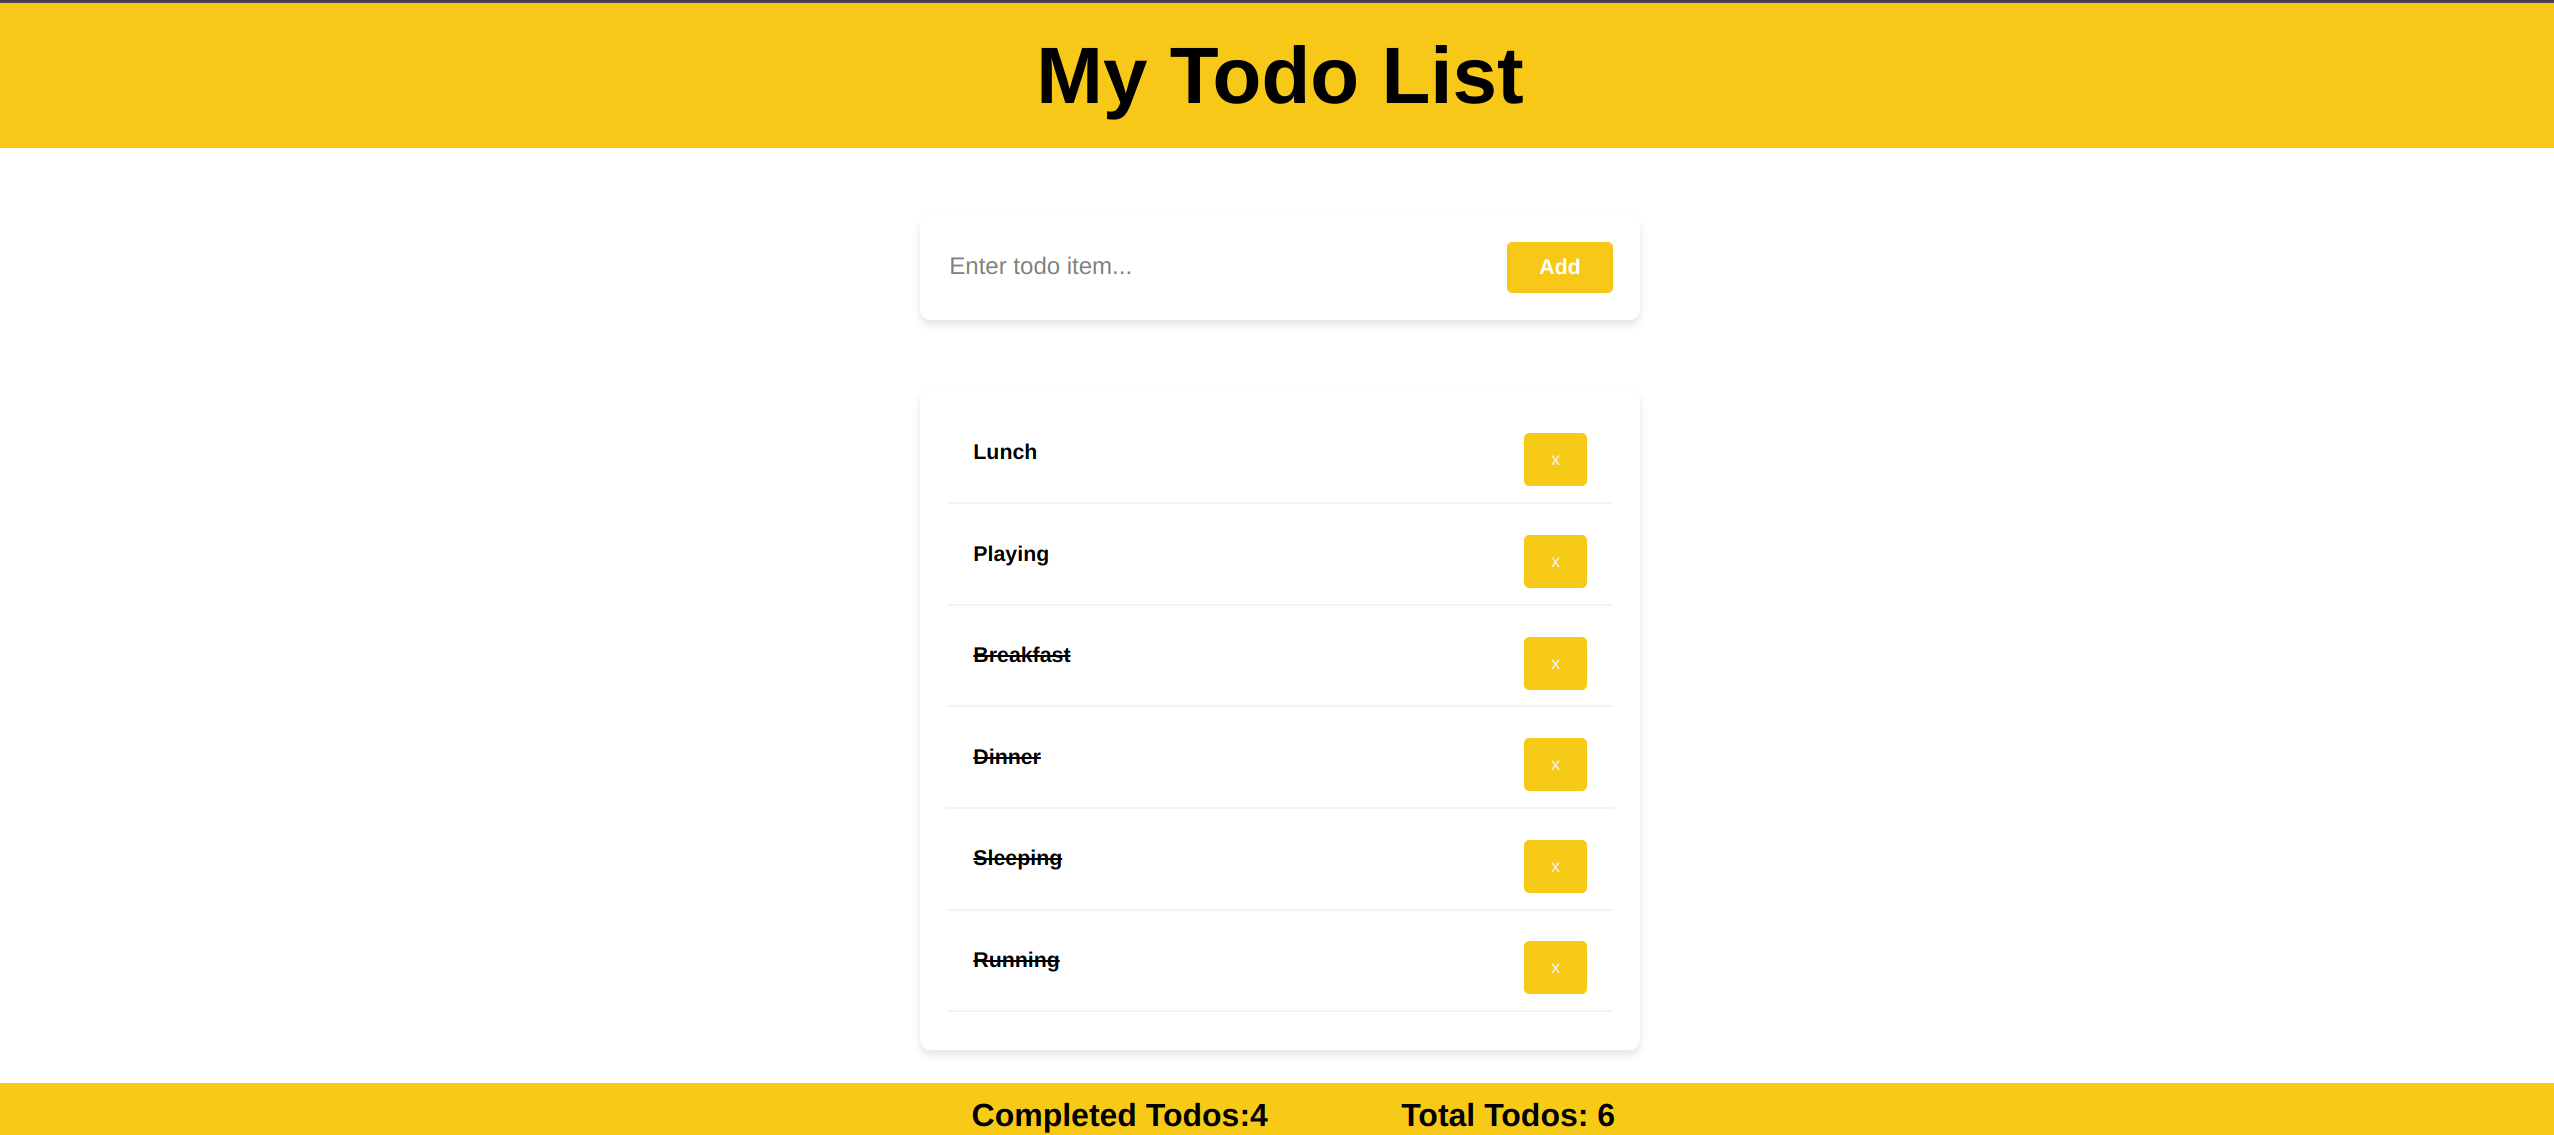 My Todo List
Enter todo item...
Add
Lunch
x
Playing
x
Breakfast
x
Dinner
x
Sleeping
x
Running
x
Completed Todos:4
Total Todos: 6